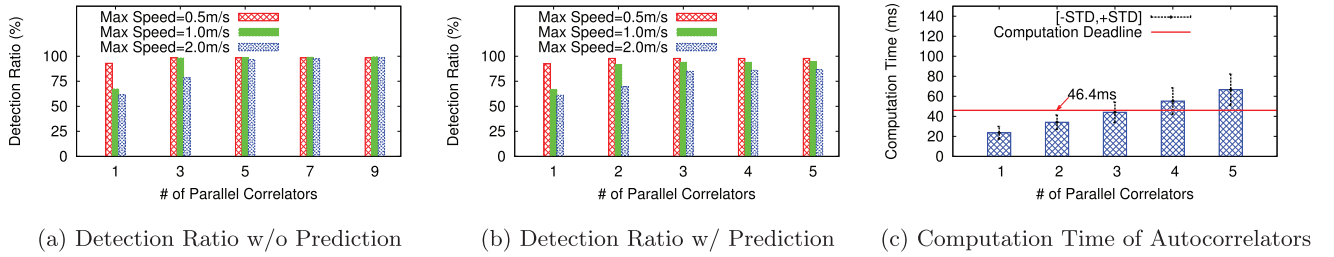 Max Speed=0.5m/s
Max Speed=1.0m/s
Max Speed=2.0m/s
Detection Ratio (%)
100
75
50
25
0
1 3 5 7 9
# of Parallel Correlators
(a) Detection Ratio w/o Prediction
Max Speed=0.5m/s
Max Speed=1.0m/s
Max Speed=2.0m/s
Detection Ratio (%)
100
75
50
25
0
1 2 3 4 5
# of Parallel Correlators
(b) Detection Ratio w/ Prediction
[-STD,+STD]
Computation Deadline
Computation Time (ms)
140
120
100
80
60
40
20
0
46.4ms
1 2 3 4 5
# of Parallel Correlators
(c) Computation Time of Autocorrelators